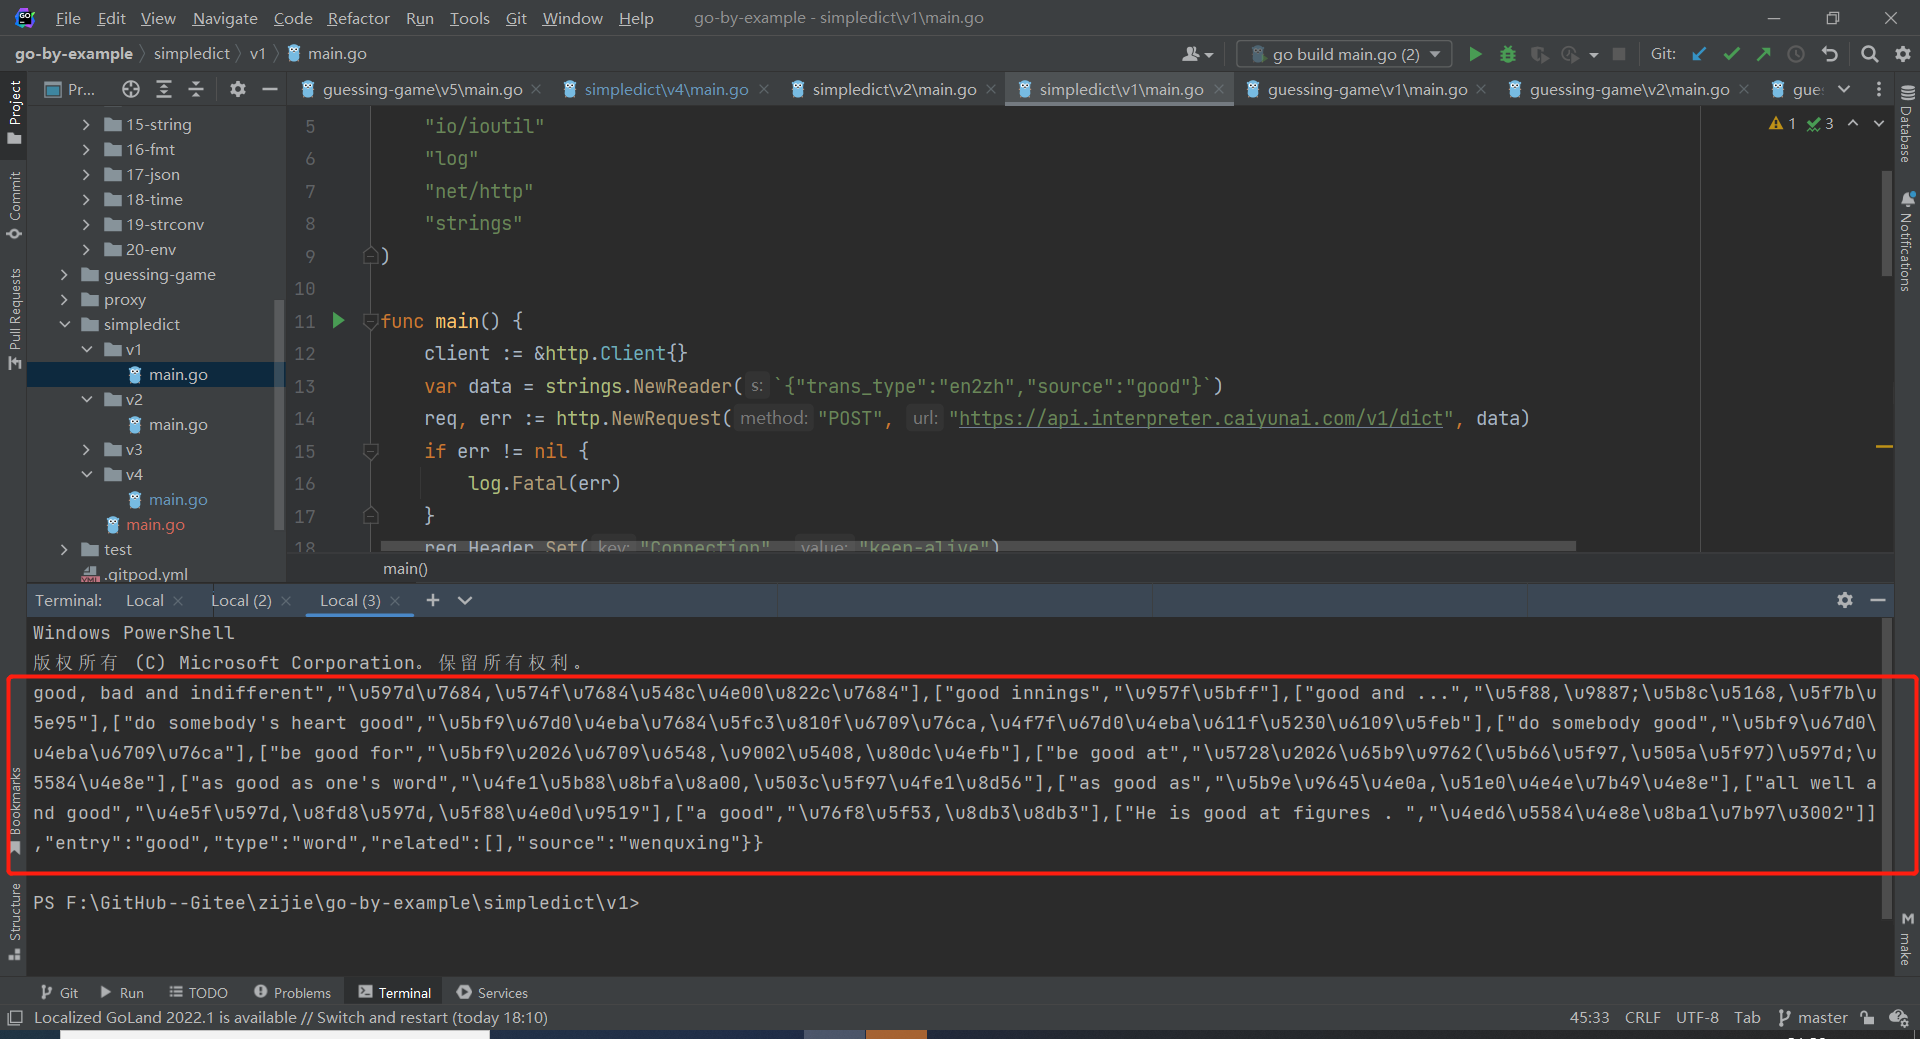 File Edit View Navigate Code Refactor Run Tools Git Window Help go-by-example - simpledict\v1\main.go
go-by-example simpledict v1 main.go go build main.go (2) Git:
Project
Pr...
guessing-game\v5\main.go simpledict\v4\main.go simpledict\v2\main.go simpledict\v1\main.go guessing-game\v1\main.go guessing-game\v2\main.go gue
15-string
16-fmt
17-json
18-time
19-strconv
20-env
guessing-game
proxy
simpledict
v1
main.go
v2
main.go
v3
v4
main.go
main.go
test
.gitpod.yml
Commit
Pull Requests
1 3
5 "io/ioutil"
6 "log"
7 "net/http"
8 "strings"
9 )
10
11 func main() {
12 client := &http.Client{}
13 var data = strings.NewReader( s: `{"trans_type":"en2zh","source":"good"}`)
14 req, err := http.NewRequest( method: "POST", url: "https://api.interpreter.caiyunai.com/v1/dict", data)
15 if err != nil {
16 log.Fatal(err)
17 }
18 req.Header.Set( key: "Connection", value: "keep-alive")
main()
Database
Notifications
Terminal: Local Local (2) Local (3)
Windows PowerShell
版权所有 (C) Microsoft Corporation。保留所有权利。
good, bad and indifferent","\u597d\u7684,\u574f\u7684\u548c\u4e00\u822c\u7684"],["good innings","\u957f\u5bff"],["good and ...","\u5f88,\u9887;\u5b8c\u5168,\u5f7b\u
5e95"],["do somebody's heart good","\u5bf9\u67d0\u4eba\u7684\u5fc3\u810f\u6709\u76ca,\u4f7f\u67d0\u4eba\u611f\u5230\u6109\u5feb"],["do somebody good","\u5bf9\u67d0\
u4eba\u6709\u76ca"],["be good for","\u5bf9\u2026\u6709\u6548,\u9002\u5408,\u80dc\u4efb"],["be good at","\u5728\u2026\u65b9\u9762(\u5b66\u5f97,\u505a\u5f97)\u597d;\u
5584\u4e8e"],["as good as one's word","\u4fe1\u5b88\u8bfa\u8a00,\u503c\u5f97\u4fe1\u8d56"],["as good as","\u5b9e\u9645\u4e0a,\u51e0\u4e4e\u7b49\u4e8e"],["all well a
nd good","\u4e5f\u597d,\u8fd8\u597d,\u5f88\u4e0d\u9519"],["a good","\u76f8\u5f53,\u8db3\u8db3"],["He is good at figures . ","\u4ed6\u5584\u4e8e\u8ba1\u7b97\u3002"]]
,"entry":"good","type":"word","related":[],"source":"wenquxing"}}
PS F:\GitHub--Gitee\zijie\go-by-example\simpledict\v1>
Bookmarks
Structure
make
Git Run TODO Problems Terminal Services
Localized GoLand 2022.1 is available // Switch and restart (today 18:10) 45:33 CRLF UTF-8 Tab master